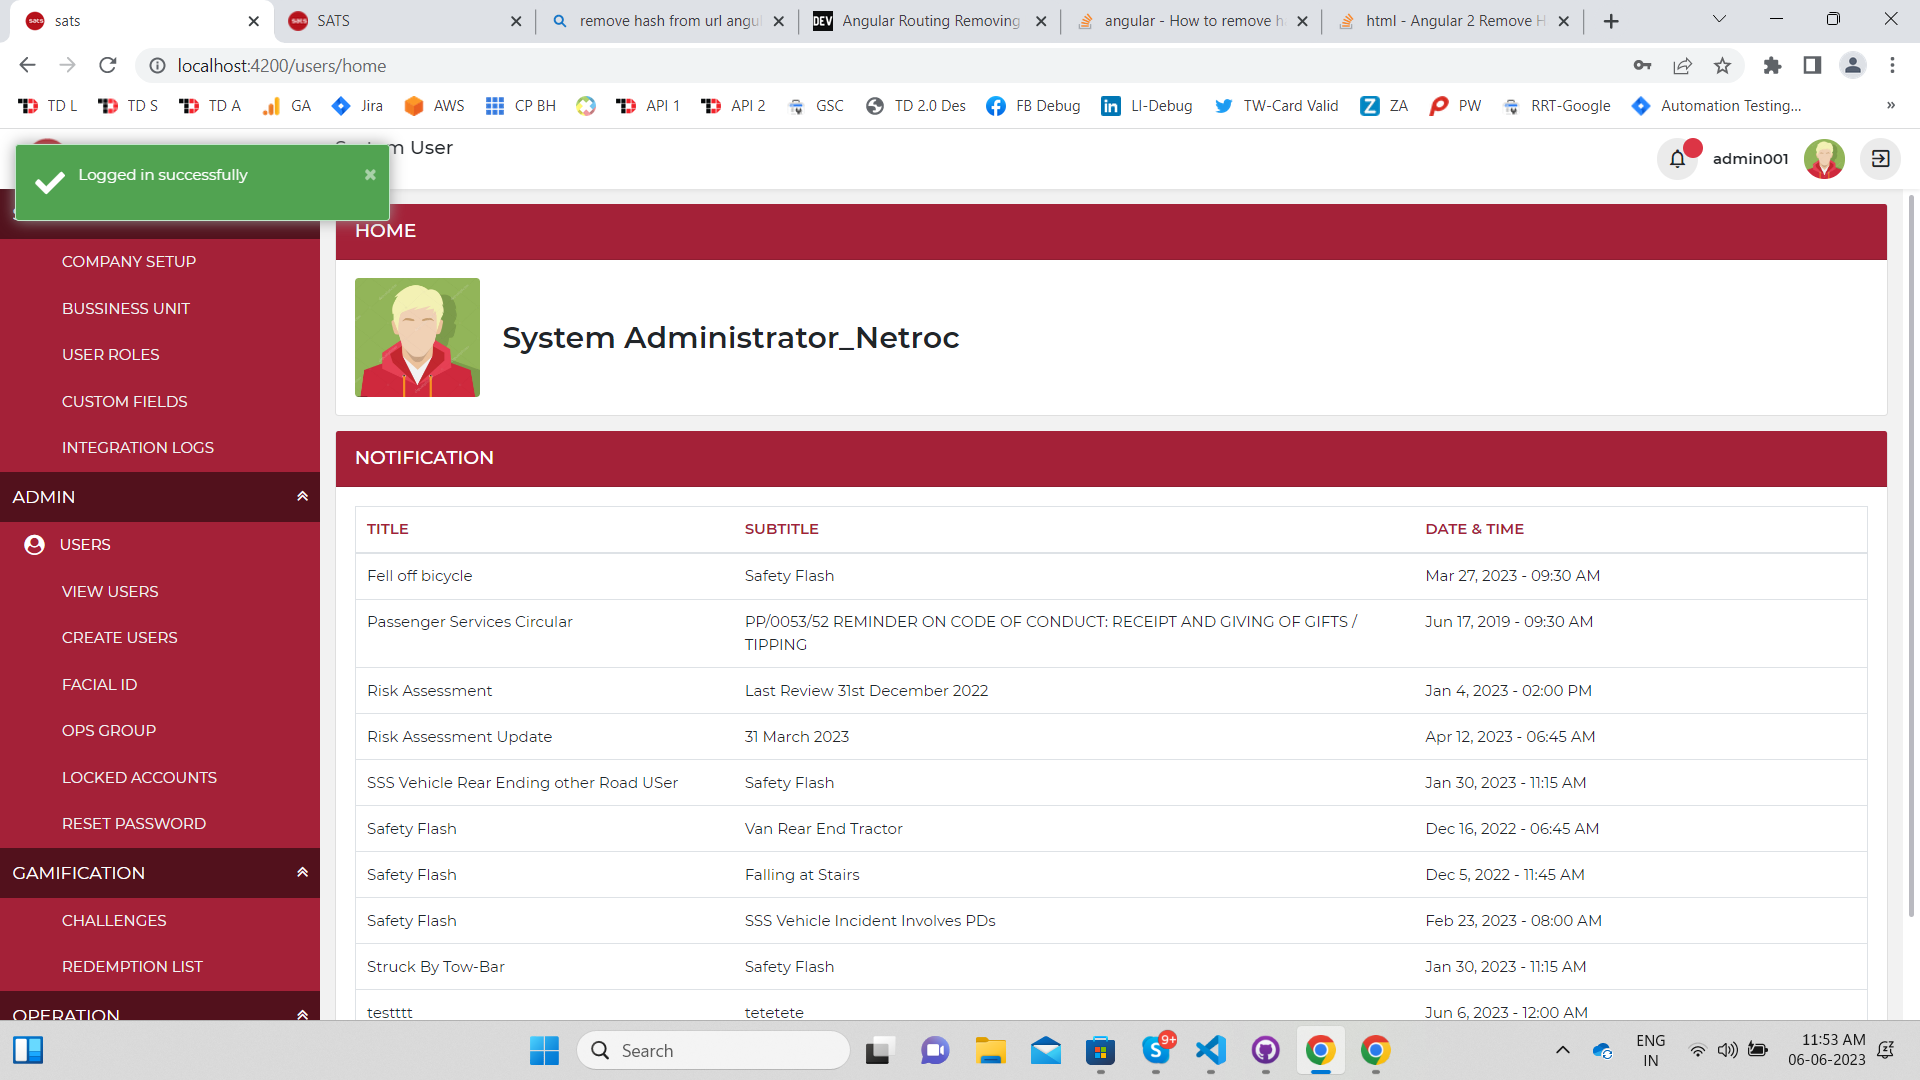 sats
SATS
remove hash from url angul
DEV Angular Routing Removing
angular - How to remove h
html - Angular 2 Remove H
localhost:4200/users/home
TD L
TD S
TD A
GA
Jira
AWS
CP BH
API 1
API 2
GSC
TD 2.0 Des
FB Debug
LI-Debug
TW-Card Valid
ZA
PW
RRT-Google
Automation Testing...
»
Logged in successfully
m User
admin001
COMPANY SETUP
BUSSINESS UNIT
USER ROLES
CUSTOM FIELDS
INTEGRATION LOGS
ADMIN
USERS
VIEW USERS
CREATE USERS
FACIAL ID
OPS GROUP
LOCKED ACCOUNTS
RESET PASSWORD
GAMIFICATION
CHALLENGES
REDEMPTION LIST
OPERATION
HOME
System Administrator_Netroc
NOTIFICATION
TITLE SUBTITLE DATE & TIME
Fell off bicycle Safety Flash Mar 27, 2023 - 09:30 AM
Passenger Services Circular PP/0053/52 REMINDER ON CODE OF CONDUCT: RECEIPT AND GIVING OF GIFTS / Jun 17, 2019 - 09:30 AM
TIPPING
Risk Assessment Last Review 31st December 2022 Jan 4, 2023 - 02:00 PM
Risk Assessment Update 31 March 2023 Apr 12, 2023 - 06:45 AM
SSS Vehicle Rear Ending other Road USer Safety Flash Jan 30, 2023 - 11:15 AM
Safety Flash Van Rear End Tractor Dec 16, 2022 - 06:45 AM
Safety Flash Falling at Stairs Dec 5, 2022 - 11:45 AM
Safety Flash SSS Vehicle Incident Involves PDs Feb 23, 2023 - 08:00 AM
Struck By Tow-Bar Safety Flash Jan 30, 2023 - 11:15 AM
testttt tetetete Jun 6, 2023 - 12:00 AM
Search
9+
ENG
IN
11:53 AM
06-06-2023